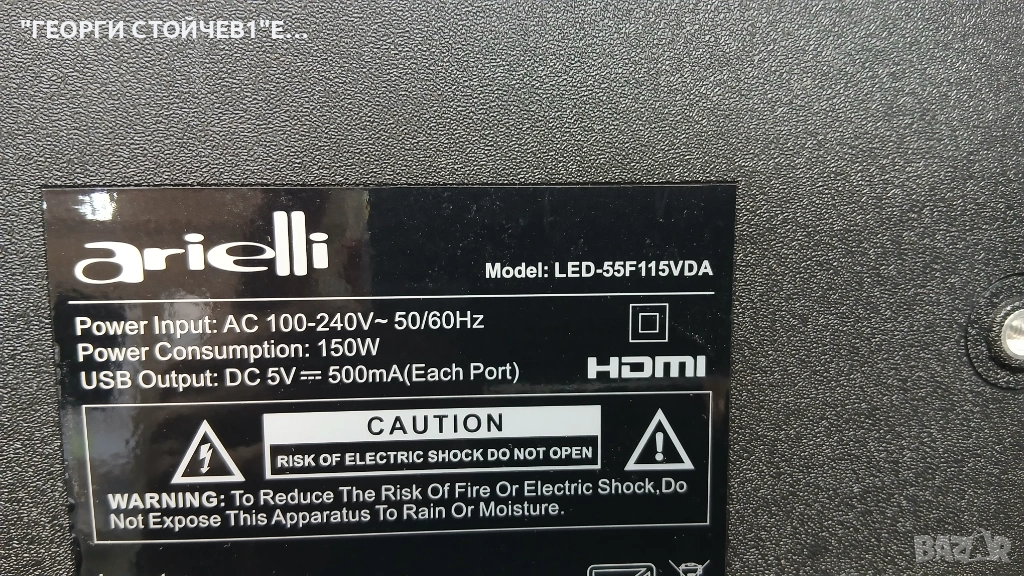 "ГЕОРГИ СТОЙЧЕВ1"Е...
arielli
Model: LED-55F115VDA
Power Input: AC 100-240V~ 50/60Hz
Power Consumption: 150W
USB Output: DC 5V⎓500mA(Each Port)
HDMI
CAUTION
RISK OF ELECTRIC SHOCK DO NOT OPEN
WARNING: To Reduce The Risk Of Fire Or Electric Shock,Do
Not Expose This Apparatus To Rain Or Moisture.
BAZAR